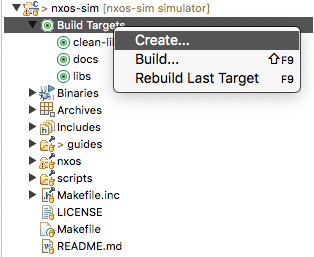 > nxos-sim (nxos-sim simulator)
Build Targets
clean-li
docs
libs
Create...
Build... ⇧F9
Rebuild Last Target F9
Binaries
Archives
Includes
> guides
nxos
scripts
Makefile.inc
LICENSE
Makefile
README.md